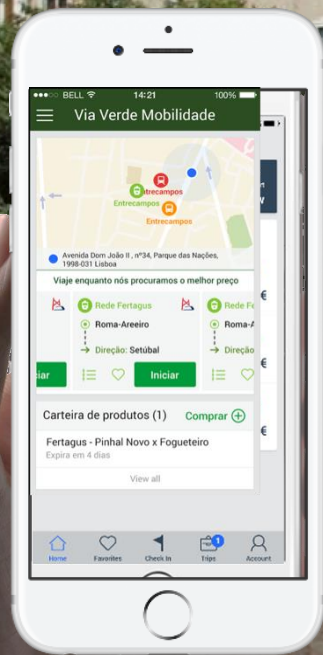 BELL 14:21 100%
Via Verde Mobilidade
Entrecampos
Entrecampos
Entrecampos
Avenida Dom João II , nº34, Parque das Nações,
1998-031 Lisboa
Viaje enquanto nós procuramos o melhor preço
Rede Fertagus
Roma-Areeiro
Direção: Setúbal
iar
Iniciar
Rede Fe
Roma-A
Direção
€
€
€
Carteira de produtos (1) Comprar
Fertagus - Pinhal Novo x Fogueteiro
Expira em 4 dias
View all
1
Home Favorites Check In Trips Account